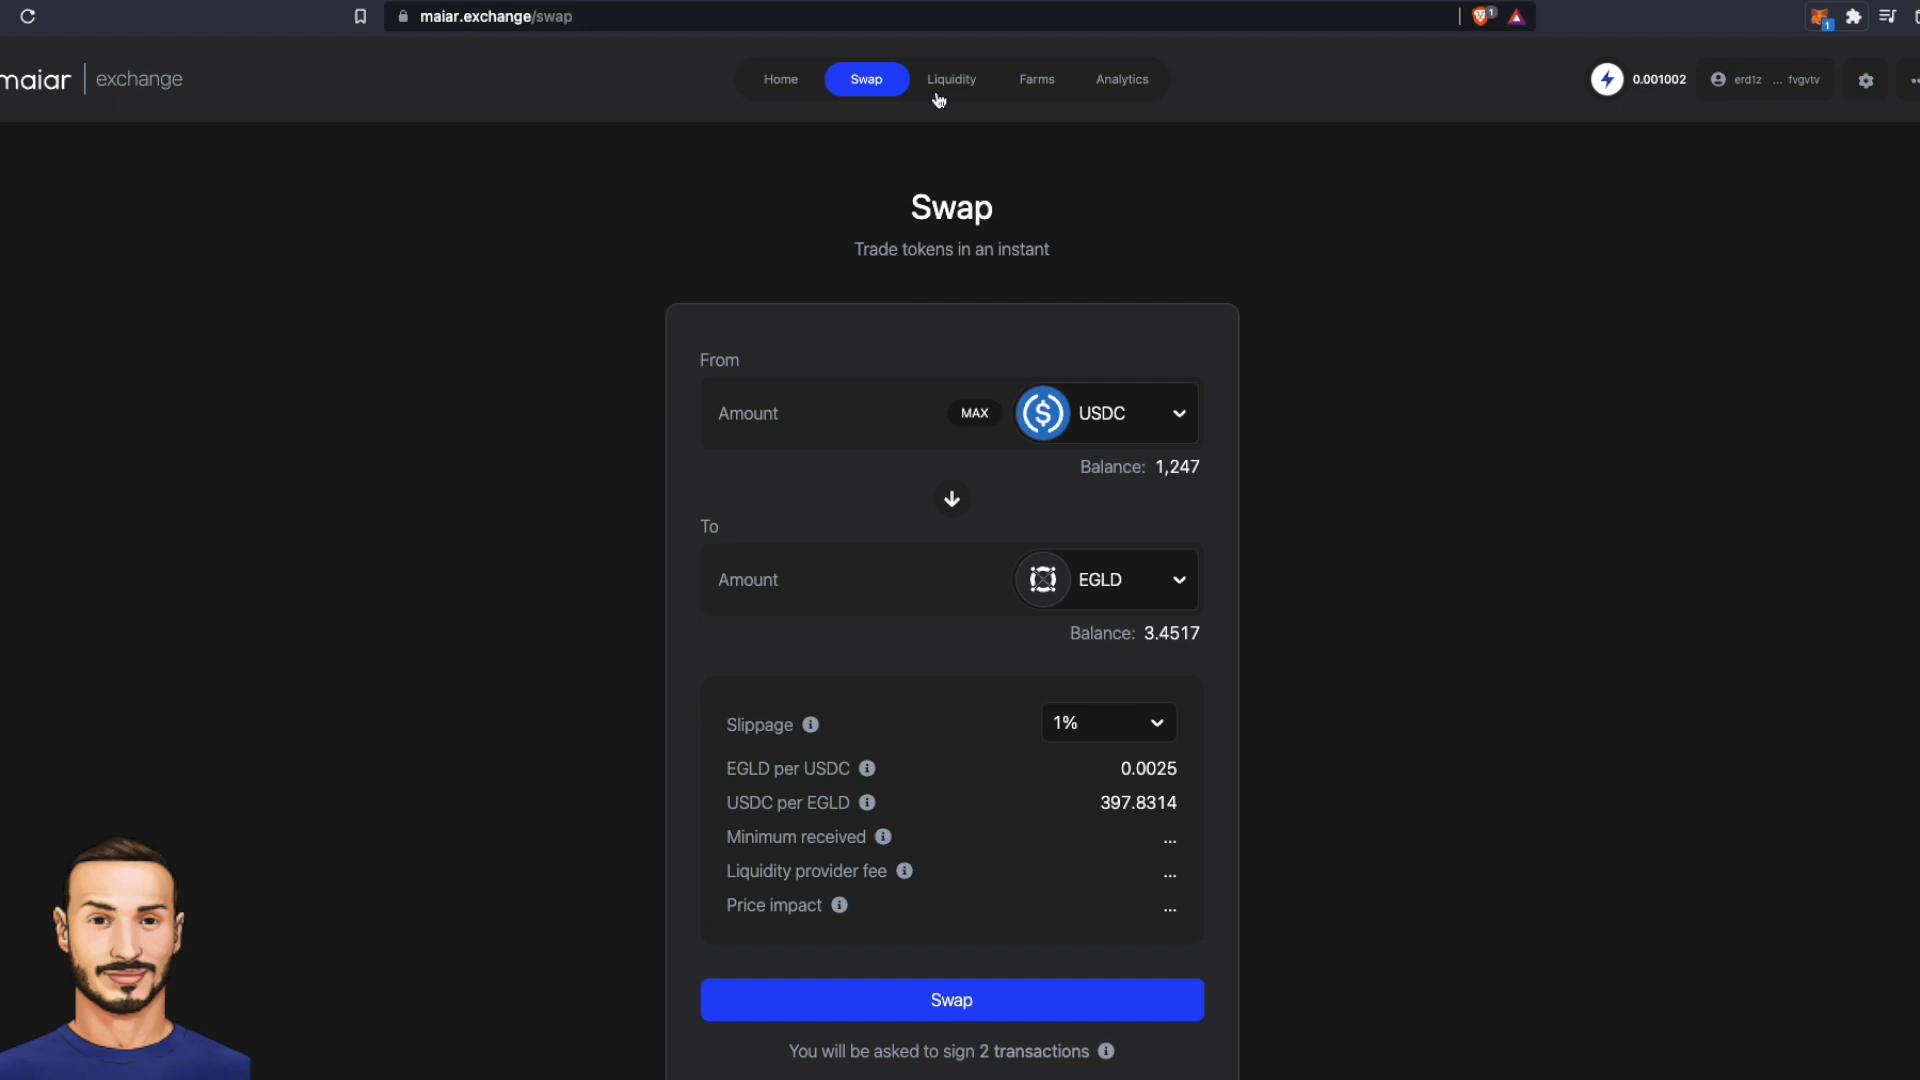 maiar.exchange/swap
1
1
maiar | exchange
Home
Swap
Liquidity
Farms
Analytics
0.001002
erd1z ... fvgvtv
Swap
Trade tokens in an instant
From
Amount
MAX
USDC
Balance: 1,247
To
Amount
EGLD
Balance: 3.4517
Slippage
1%
EGLD per USDC
0.0025
USDC per EGLD
397.8314
Minimum received
...
Liquidity provider fee
...
Price impact
...
Swap
You will be asked to sign 2 transactions